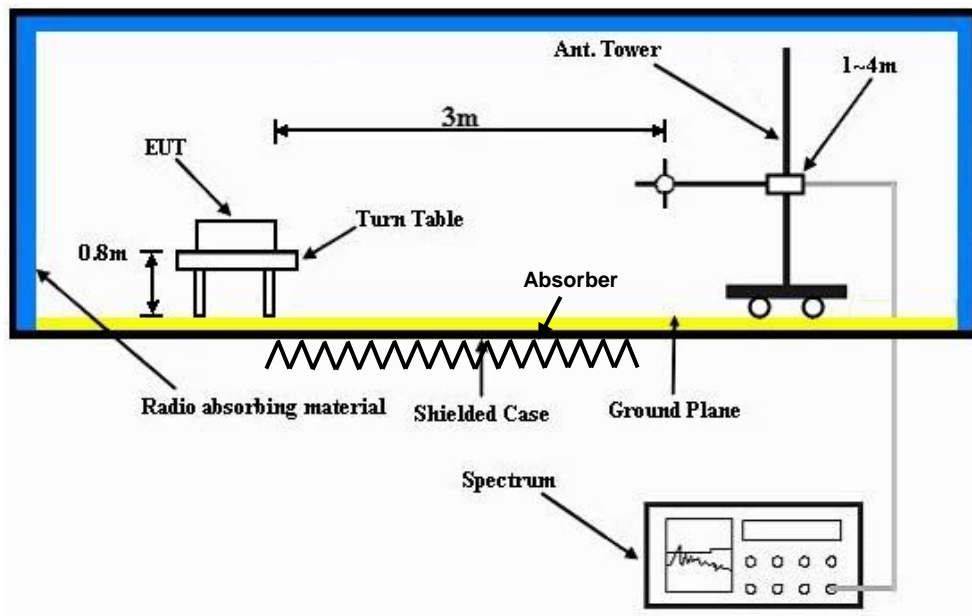 Ant. Tower
1~4m
3m
EUT
Turn Table
0.8m
Absorber
Radio absorbing material
Shielded Case
Ground Plane
Spectrum